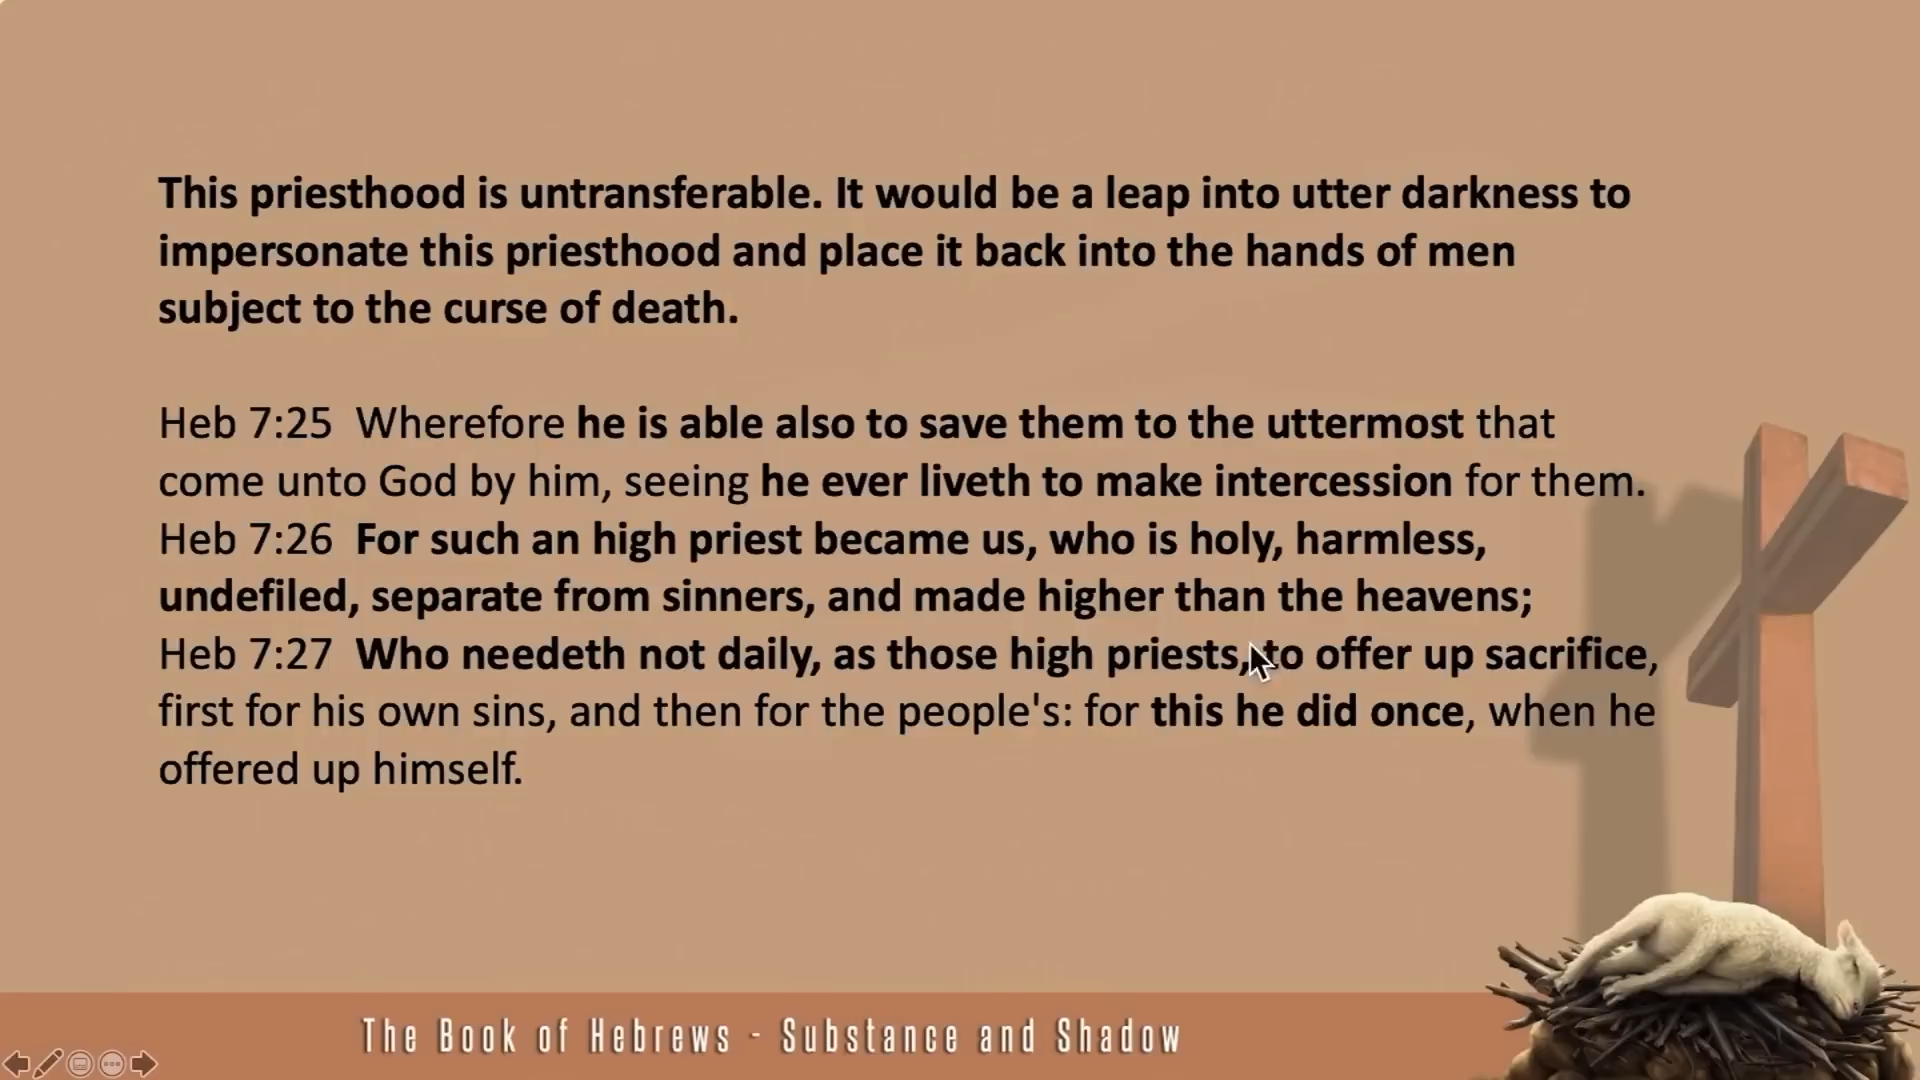 This priesthood is untransferable. It would be a leap into utter darkness to
impersonate this priesthood and place it back into the hands of men
subject to the curse of death.
Heb 7:25  Wherefore he is able also to save them to the uttermost that
come unto God by him, seeing he ever liveth to make intercession for them.
Heb 7:26  For such an high priest became us, who is holy, harmless,
undefiled, separate from sinners, and made higher than the heavens;
Heb 7:27  Who needeth not daily, as those high priests, to offer up sacrifice,
first for his own sins, and then for the people's: for this he did once, when he
offered up himself.
The Book of Hebrews - Substance and Shadow